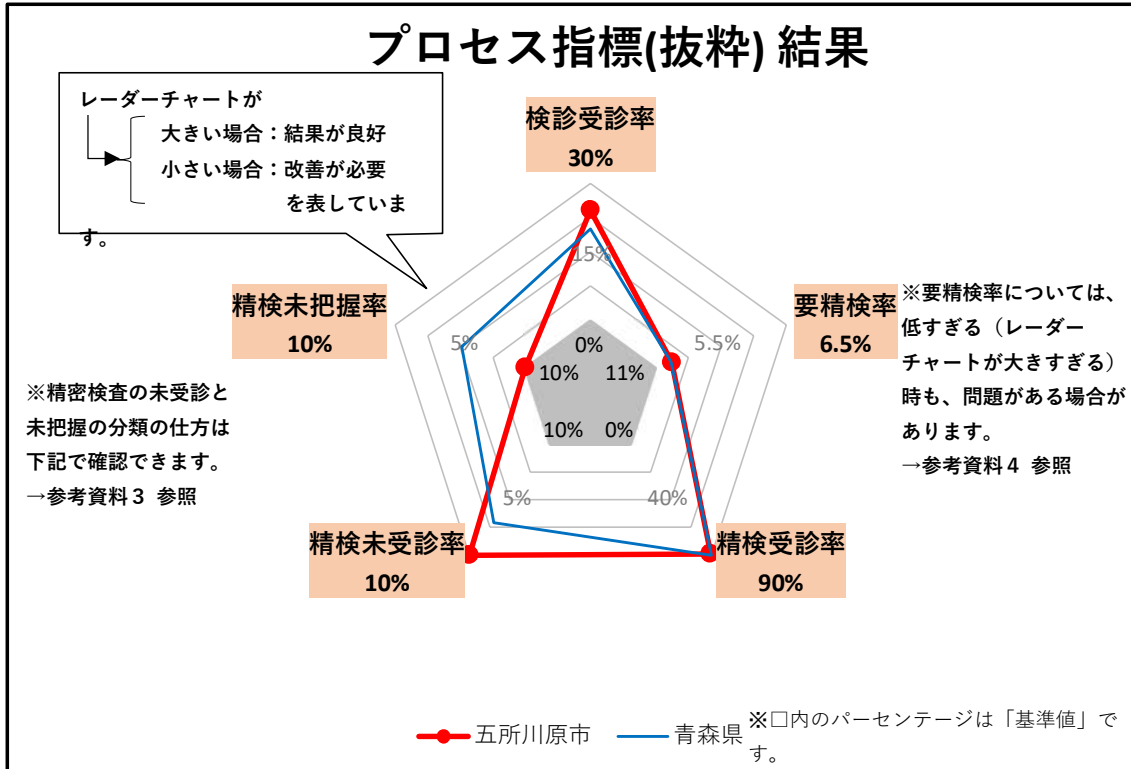 プロセス指標(抜粋) 結果
レーダーチャートが
大きい場合：結果が良好
小さい場合：改善が必要
を表していま
す。
検診受診率
30%
15%
0%
要精検率
6.5%
5.5%
11%
※要精検率については、
低すぎる（レーダー
チャートが大きすぎる）
時も、問題がある場合が
あります。
→参考資料４ 参照
精検未把握率
10%
5%
10%
※精密検査の未受診と
未把握の分類の仕方は
下記で確認できます。
→参考資料３ 参照
10%
0%
5%
40%
精検未受診率
10%
精検受診率
90%
五所川原市
青森県
※□内のパーセンテージは「基準値」で
す。